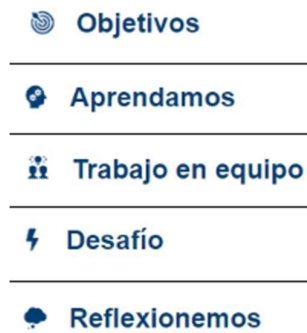 Objetivos
Aprendamos
Trabajo en equipo
Desafío
Reflexionemos